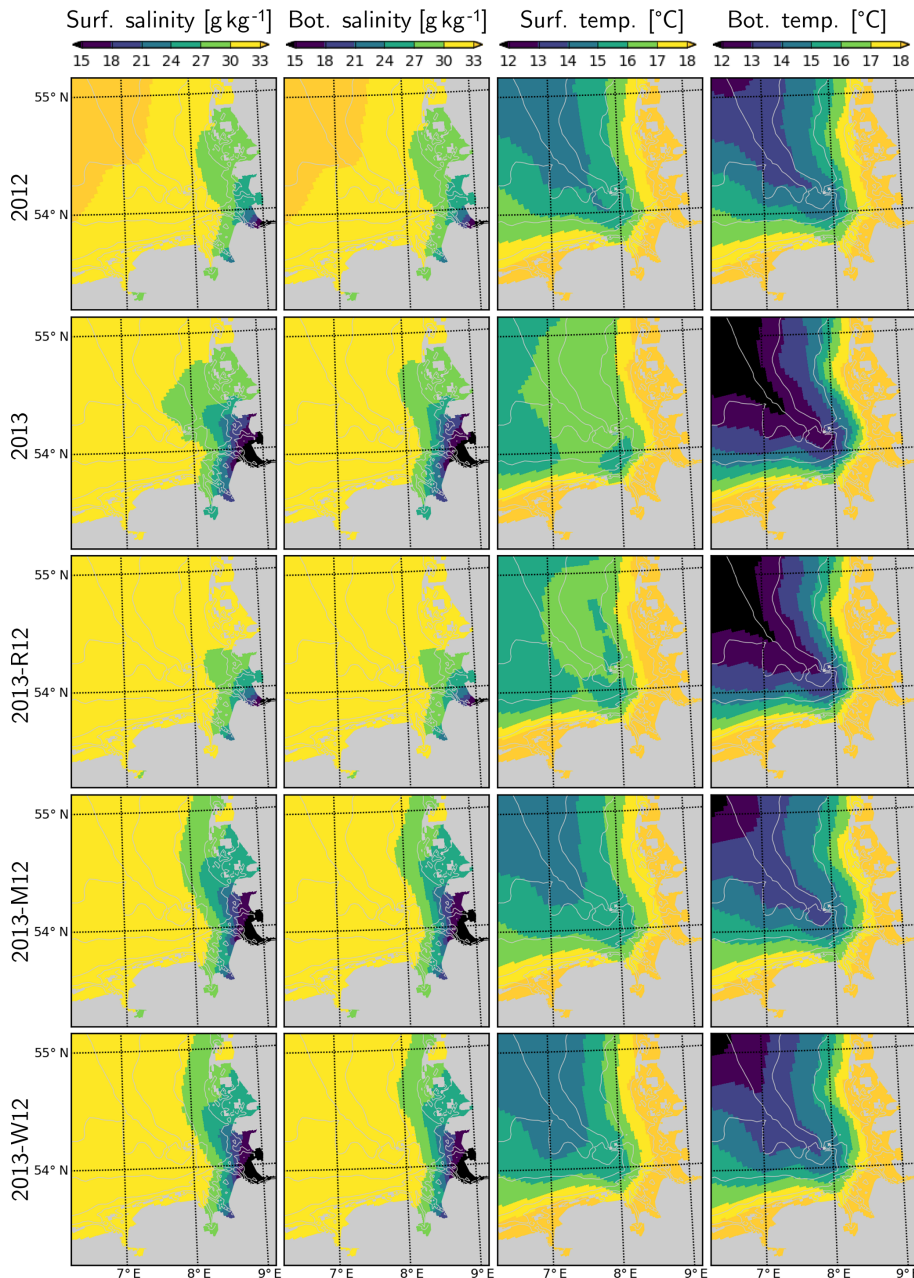 Surf. salinity [g kg⁻¹] Bot. salinity [g kg⁻¹] Surf. temp. [°C] Bot. temp. [°C]
15 18 21 24 27 30 33 15 18 21 24 27 30 33 12 13 14 15 16 17 18 12 13 14 15 16 17 18
55° N
2012
54° N
55° N
2013
54° N
55° N
2013-R12
54° N
55° N
2013-M12
54° N
55° N
2013-W12
54° N
7° E 8° E 9° E 7° E 8° E 9° E 7° E 8° E 9° E 7° E 8° E 9° E